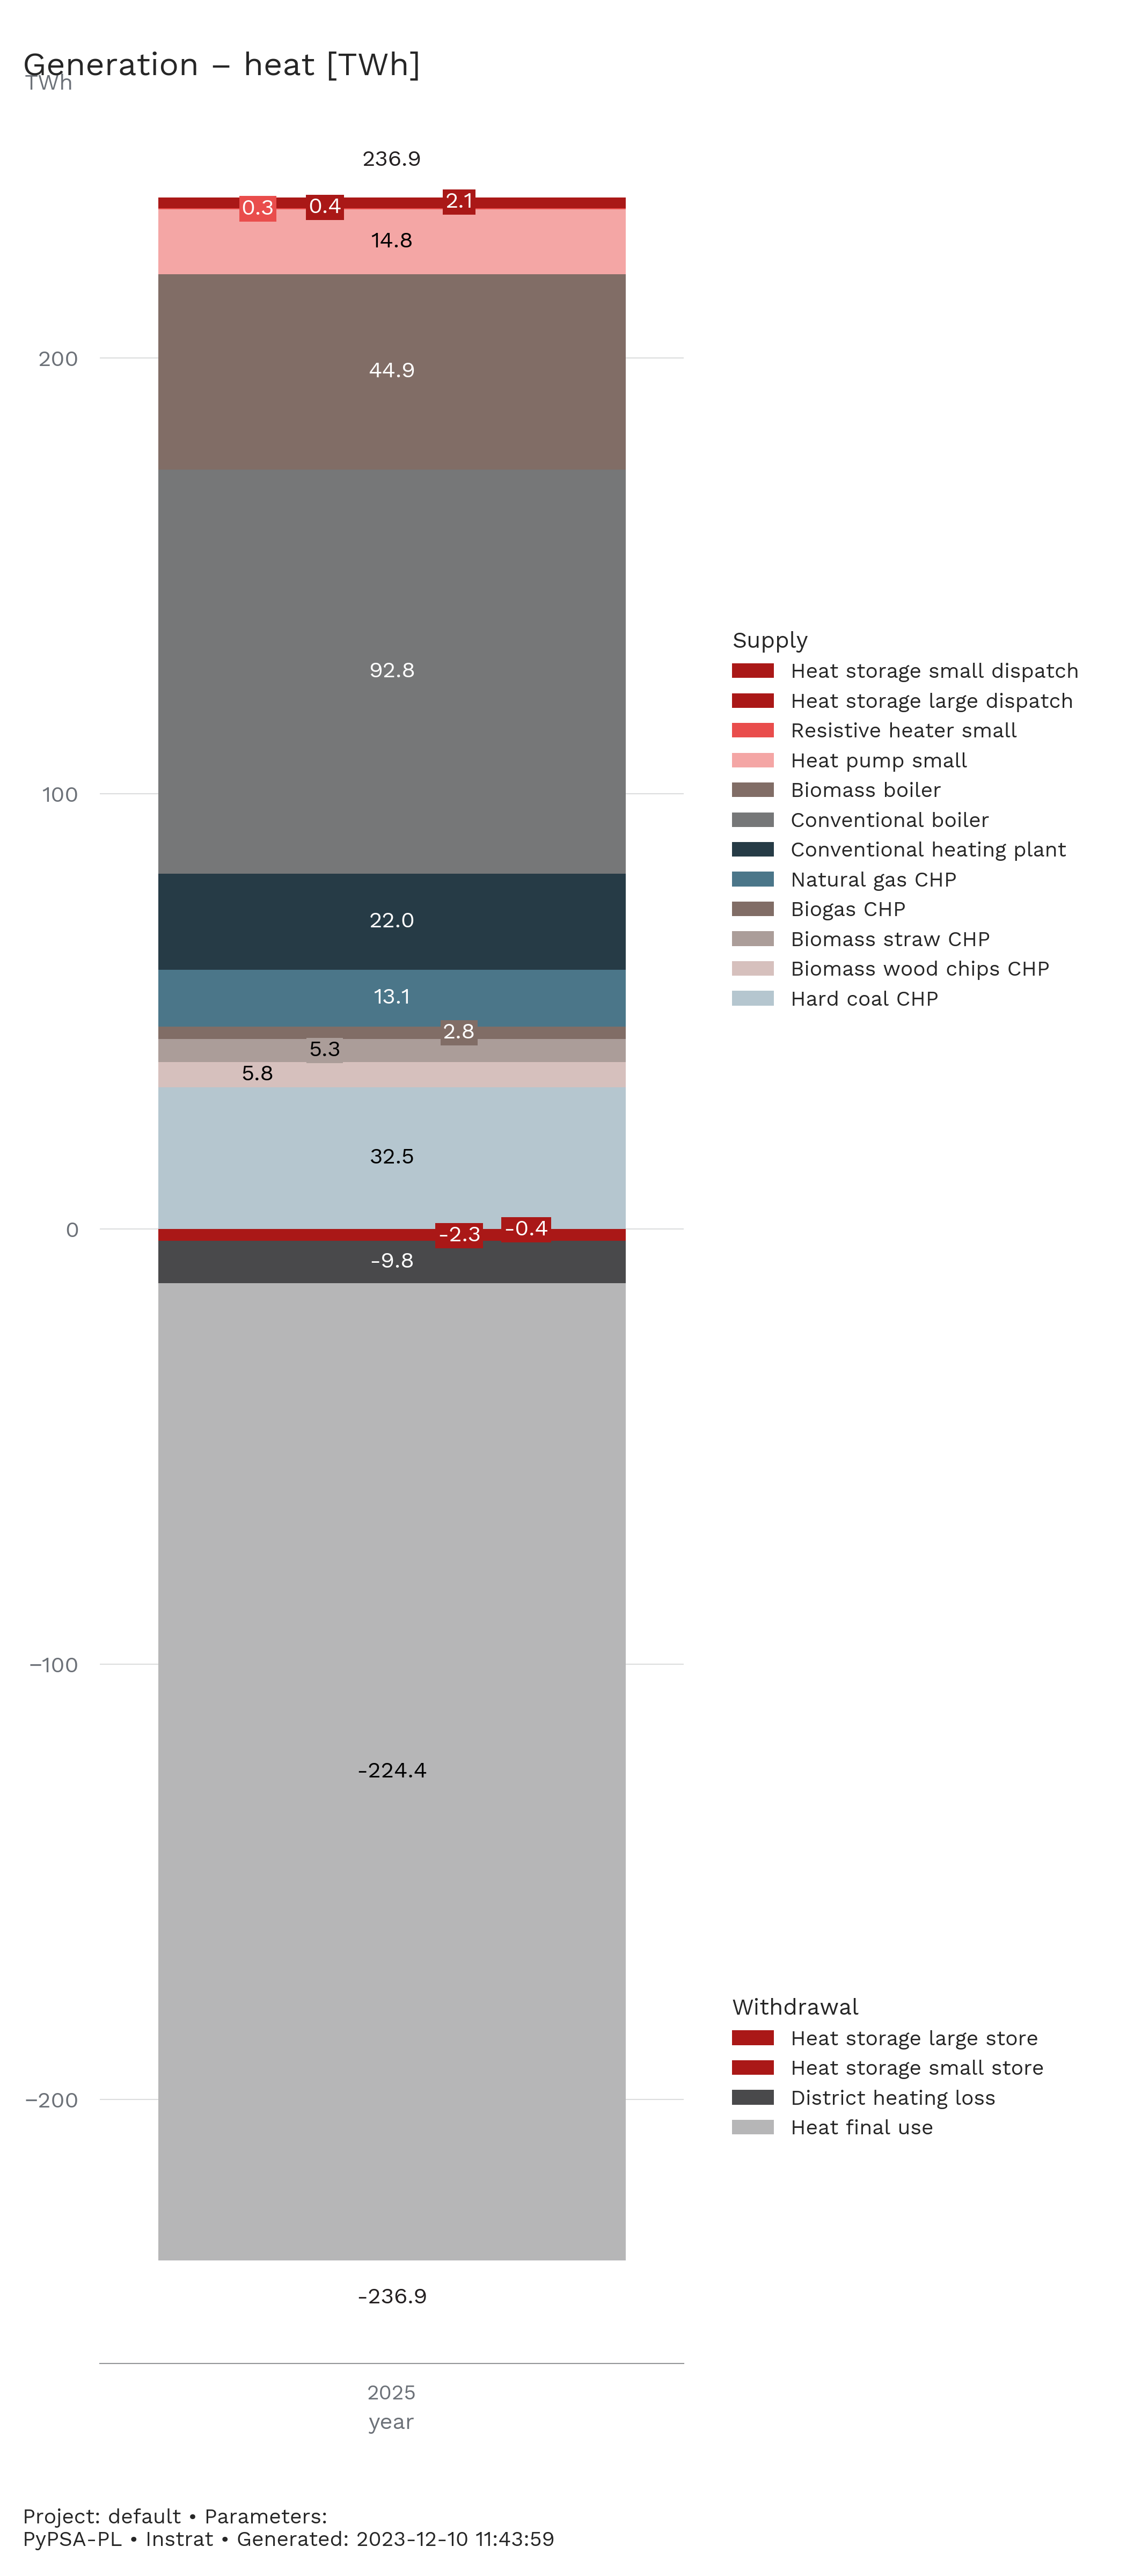 Generation – heat [TWh]
TWh
236.9
0.3 0.4 2.1
14.8
200
44.9
92.8
100
22.0
13.1
2.8
5.3
5.8
32.5
0
-2.3 -0.4
-9.8
−100
-224.4
−200
-236.9
2025
year
Supply
Heat storage small dispatch
Heat storage large dispatch
Resistive heater small
Heat pump small
Biomass boiler
Conventional boiler
Conventional heating plant
Natural gas CHP
Biogas CHP
Biomass straw CHP
Biomass wood chips CHP
Hard coal CHP
Withdrawal
Heat storage large store
Heat storage small store
District heating loss
Heat final use
Project: default • Parameters:
PyPSA-PL • Instrat • Generated: 2023-12-10 11:43:59